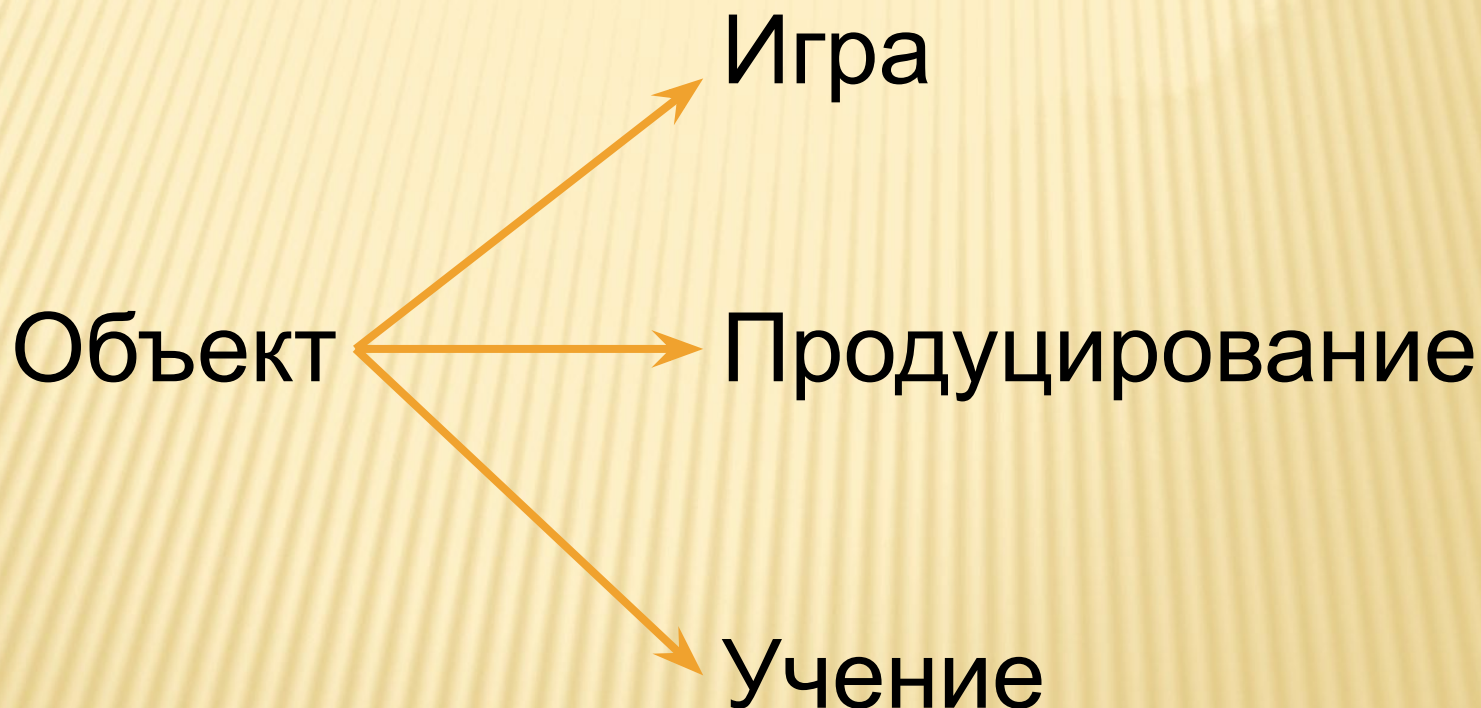 Игра
Объект
Продуцирование
Учение